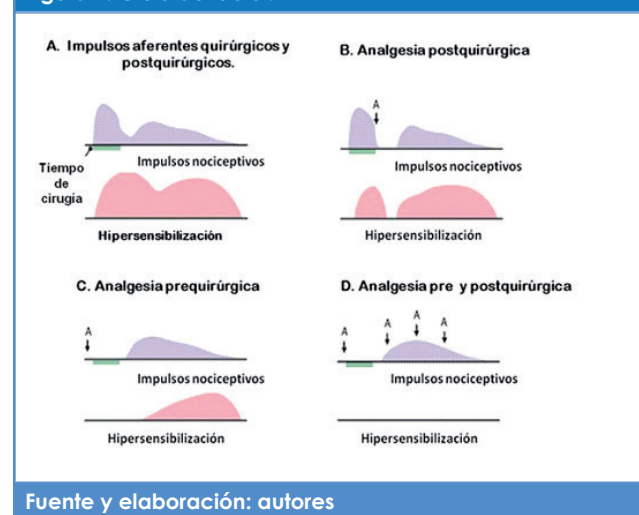 A. Impulsos aferentes quirúrgicos y
postquirúrgicos.
Tiempo
de
cirugía
Impulsos nociceptivos
Hipersensibilización
B. Analgesia postquirúrgica
A
Impulsos nociceptivos
Hipersensibilización
C. Analgesia prequirúrgica
A
Impulsos nociceptivos
Hipersensibilización
D. Analgesia pre y postquirúrgica
A
A
A
A
Impulsos nociceptivos
Hipersensibilización
Fuente y elaboración: autores